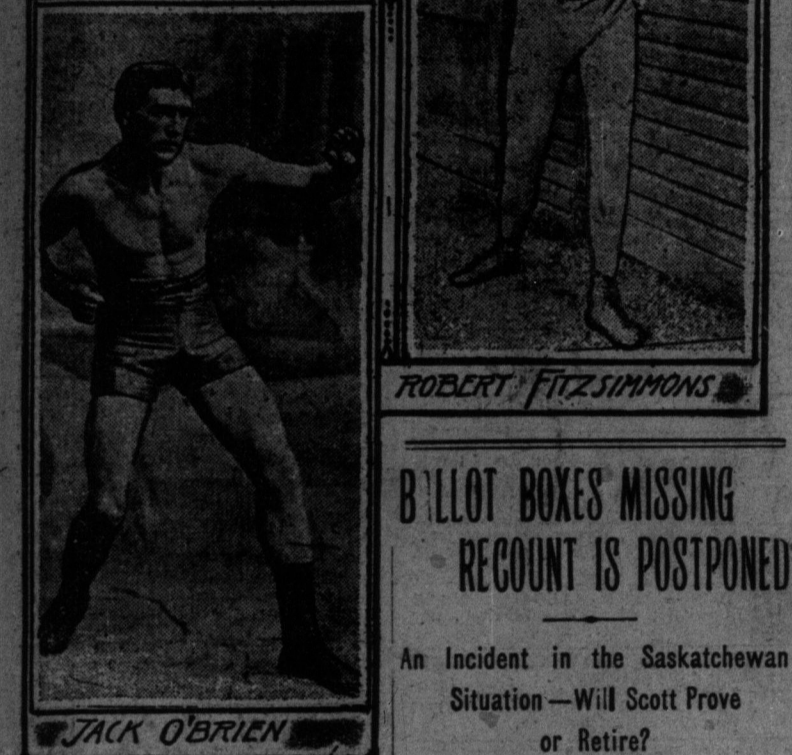 JACK O'BRIEN
ROBERT FITZSIMMONS
BALLOT BOXES MISSING
RECOUNT IS POSTPONED
An Incident in the Saskatchewan
Situation—Will Scott Prove
or Retire?